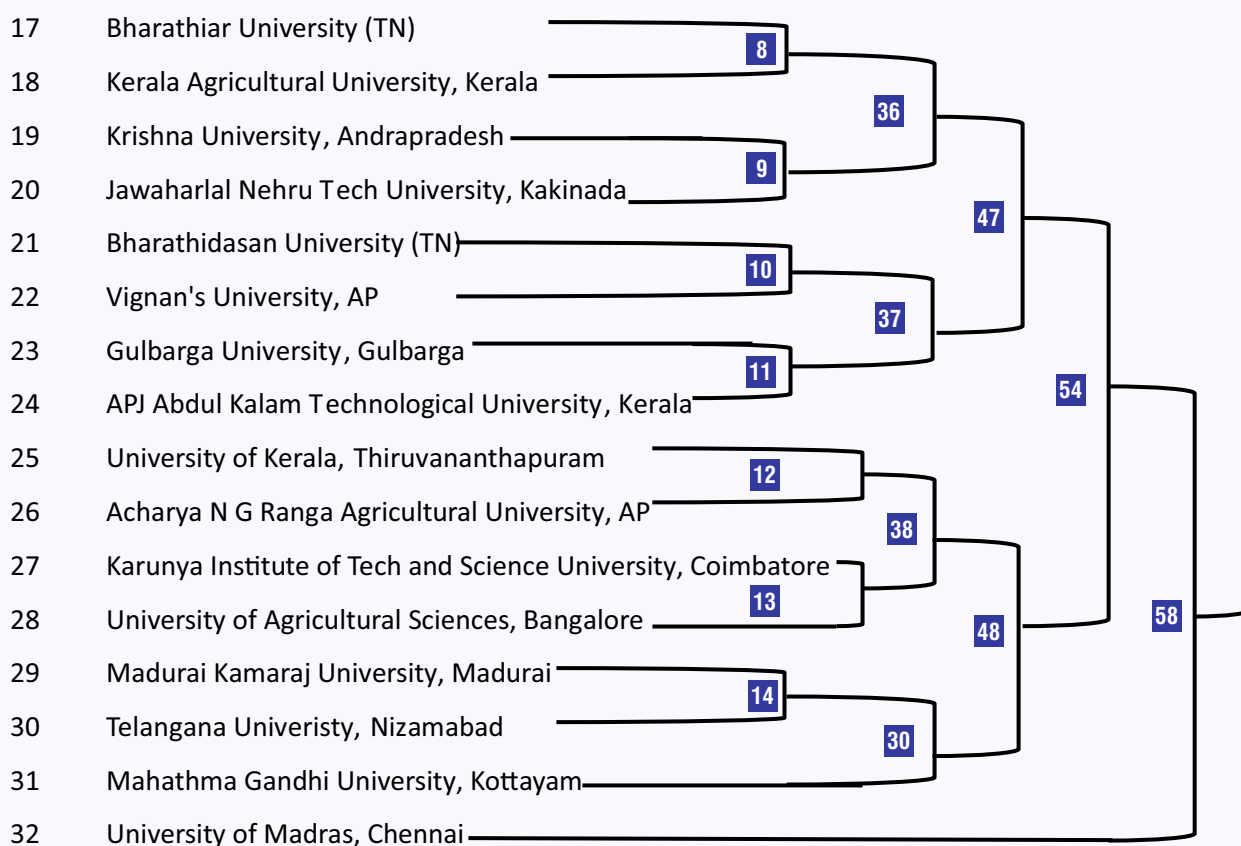 17 Bharathiar University (TN)
8
18 Kerala Agricultural University, Kerala
36
19 Krishna University, Andrapradesh
9
20 Jawaharlal Nehru Tech University, Kakinada
47
21 Bharathidasan University (TN)
10
22 Vignan's University, AP
37
23 Gulbarga University, Gulbarga
11
54
24 APJ Abdul Kalam Technological University, Kerala
25 University of Kerala, Thiruvananthapuram
12
26 Acharya N G Ranga Agricultural University, AP
38
27 Karunya Institute of Tech and Science University, Coimbatore
13
28 University of Agricultural Sciences, Bangalore
58
48
29 Madurai Kamaraj University, Madurai
14
30 Telangana Univeristy, Nizamabad
30
31 Mahathma Gandhi University, Kottayam
32 University of Madras, Chennai